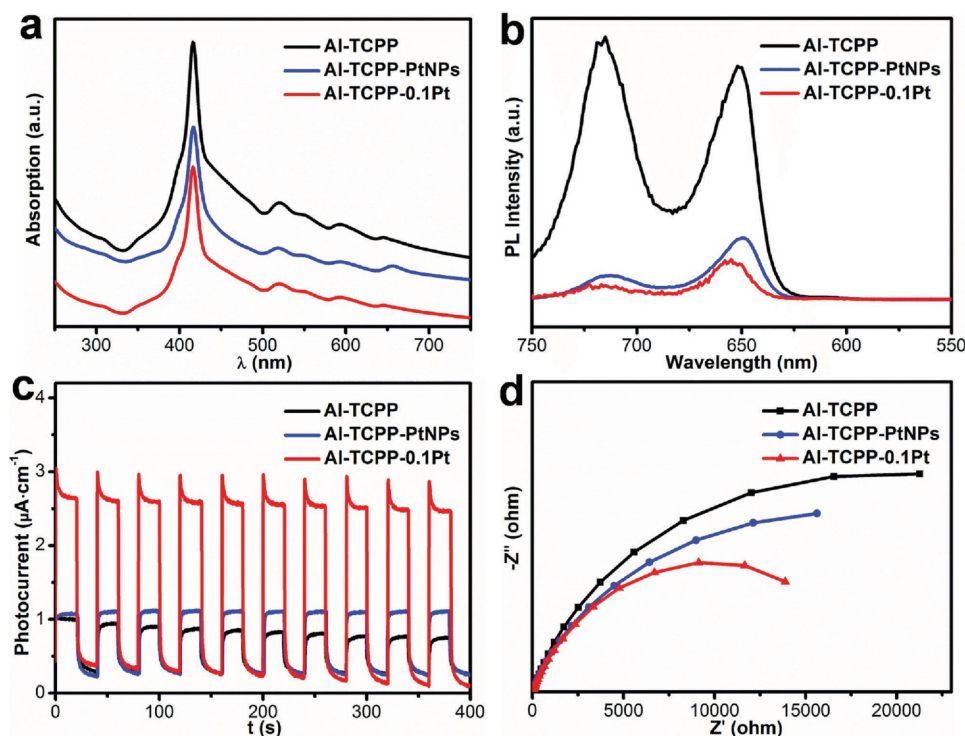 a
Al-TCPP
Al-TCPP-PtNPs
Al-TCPP-0.1Pt
Absorption (a.u.)
300 400 500 600 700
λ (nm)
b
Al-TCPP
Al-TCPP-PtNPs
Al-TCPP-0.1Pt
PL Intensity (a.u.)
750 700 650 600 550
Wavelength (nm)
c
Al-TCPP
Al-TCPP-PtNPs
Al-TCPP-0.1Pt
Photocurrent (μA·cm⁻¹)
4
3
2
1
0
0 100 200 300 400
t (s)
d
Al-TCPP
Al-TCPP-PtNPs
Al-TCPP-0.1Pt
-Z'' (ohm)
0 5000 10000 15000 20000
Z' (ohm)